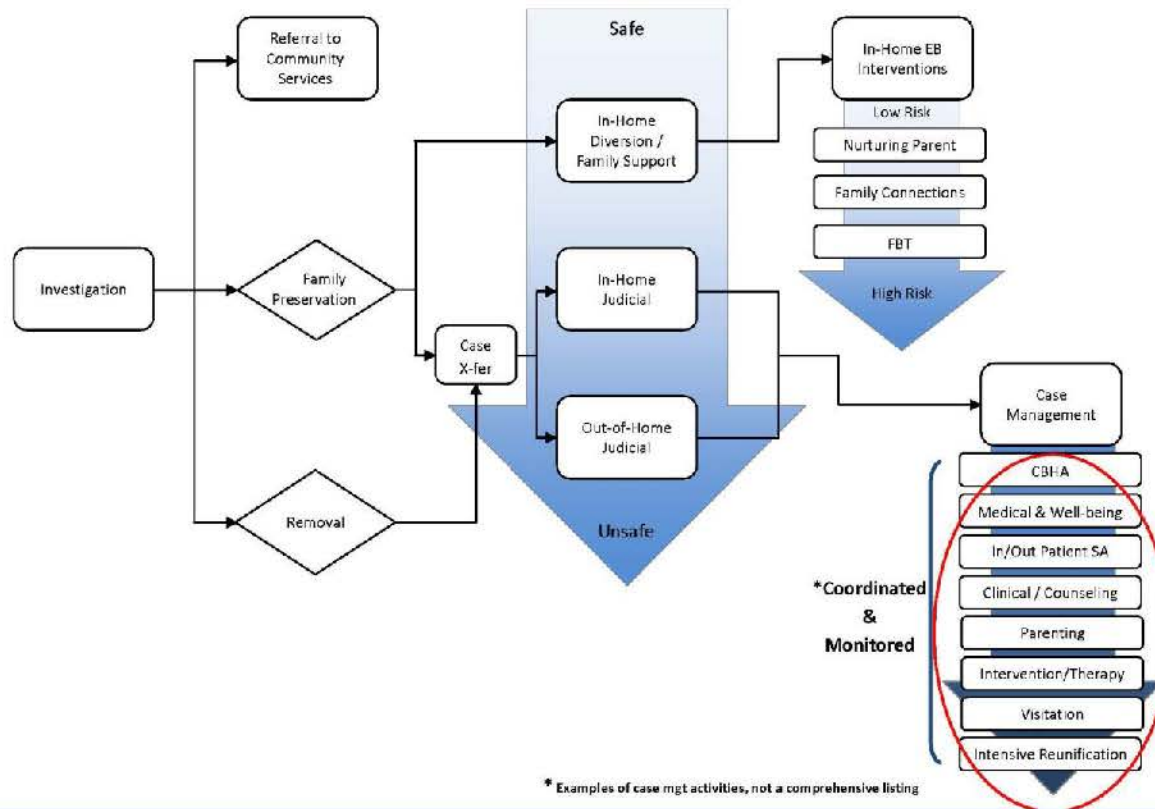 Referral to
Community
Services
Safe
In-Home EB
Interventions
Low Risk
Nurturing Parent
Family Connections
FBT
High Risk
In-Home
Diversion /
Family Support
Investigation
Family
Preservation
In-Home
Judicial
Case
X-fer
Out-of-Home
Judicial
Removal
Unsafe
Case
Management
CBHA
Medical & Well-being
In/Out Patient SA
Clinical / Counseling
Parenting
Intervention/Therapy
Visitation
Intensive Reunification
*Coordinated
&
Monitored
* Examples of case mgt activities, not a comprehensive listing